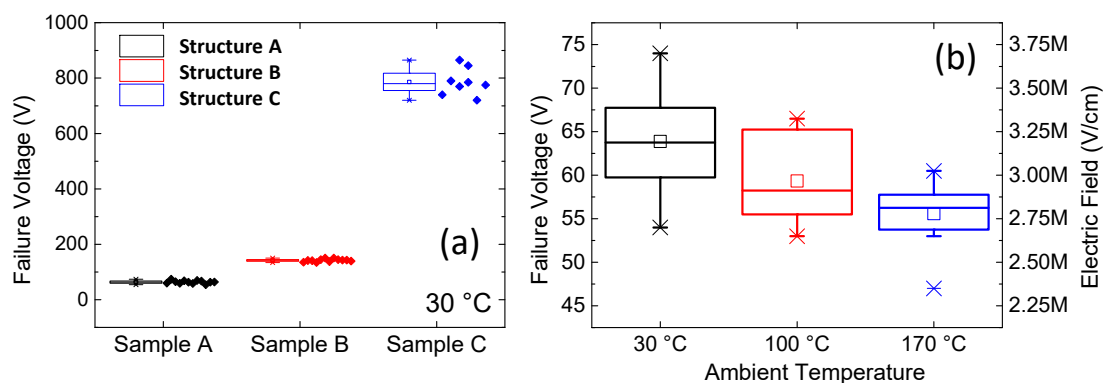 Failure Voltage (V)
1000
800
600
400
200
0
Structure A
Structure B
Structure C
(a)
30 °C
Sample A
Sample B
Sample C
Failure Voltage (V)
75
70
65
60
55
50
45
(b)
3.75M
3.50M
3.25M
3.00M
2.75M
2.50M
2.25M
Electric Field (V/cm)
30 °C
100 °C
170 °C
Ambient Temperature